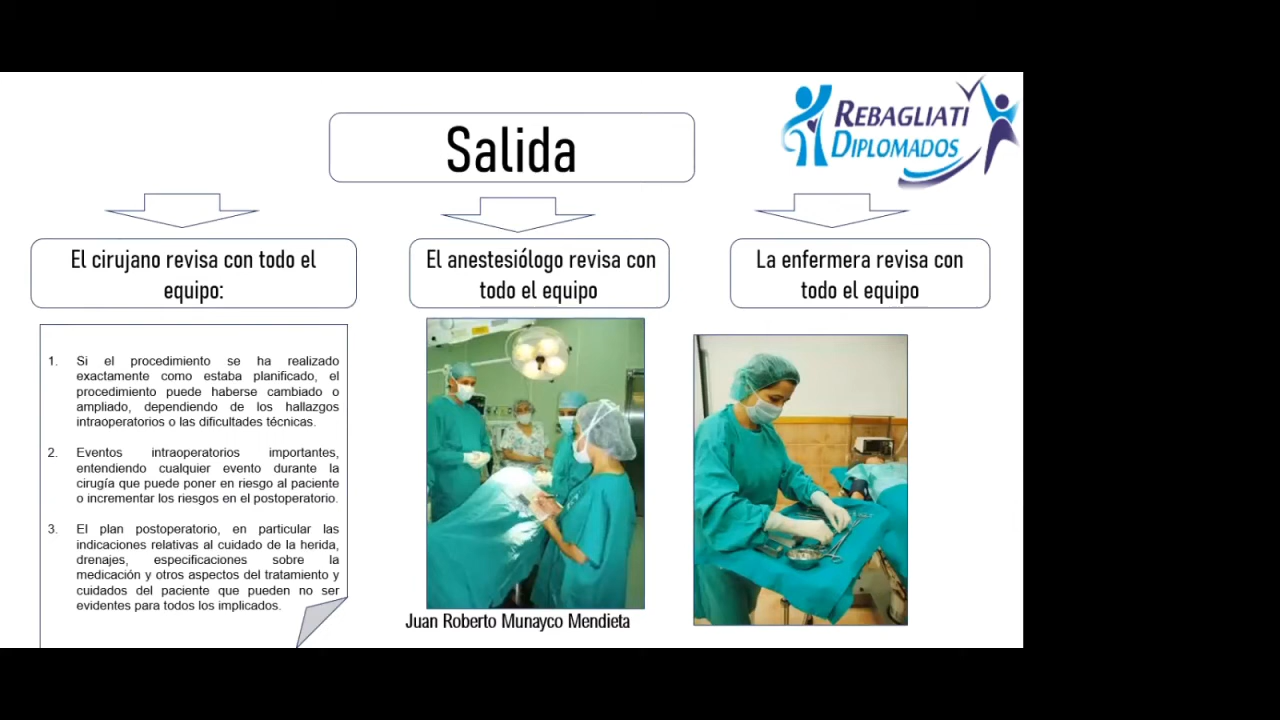 Salida
REBAGLIATI
DIPLOMADOS
El cirujano revisa con todo el
equipo:
El anestesiólogo revisa con
todo el equipo
La enfermera revisa con
todo el equipo
1. Si el procedimiento se ha realizado
exactamente como estaba planificado, el
procedimiento puede haberse cambiado o
ampliado, dependiendo de los hallazgos
intraoperatorios o las dificultades técnicas.
2. Eventos intraoperatorios importantes,
entendiendo cualquier evento durante la
cirugía que puede poner en riesgo al paciente
o incrementar los riesgos en el postoperatorio.
3. El plan postoperatorio, en particular las
indicaciones relativas al cuidado de la herida,
drenajes, especificaciones sobre la
medicación y otros aspectos del tratamiento y
cuidados del paciente que pueden no ser
evidentes para todos los implicados.
Juan Roberto Munayco Mendieta